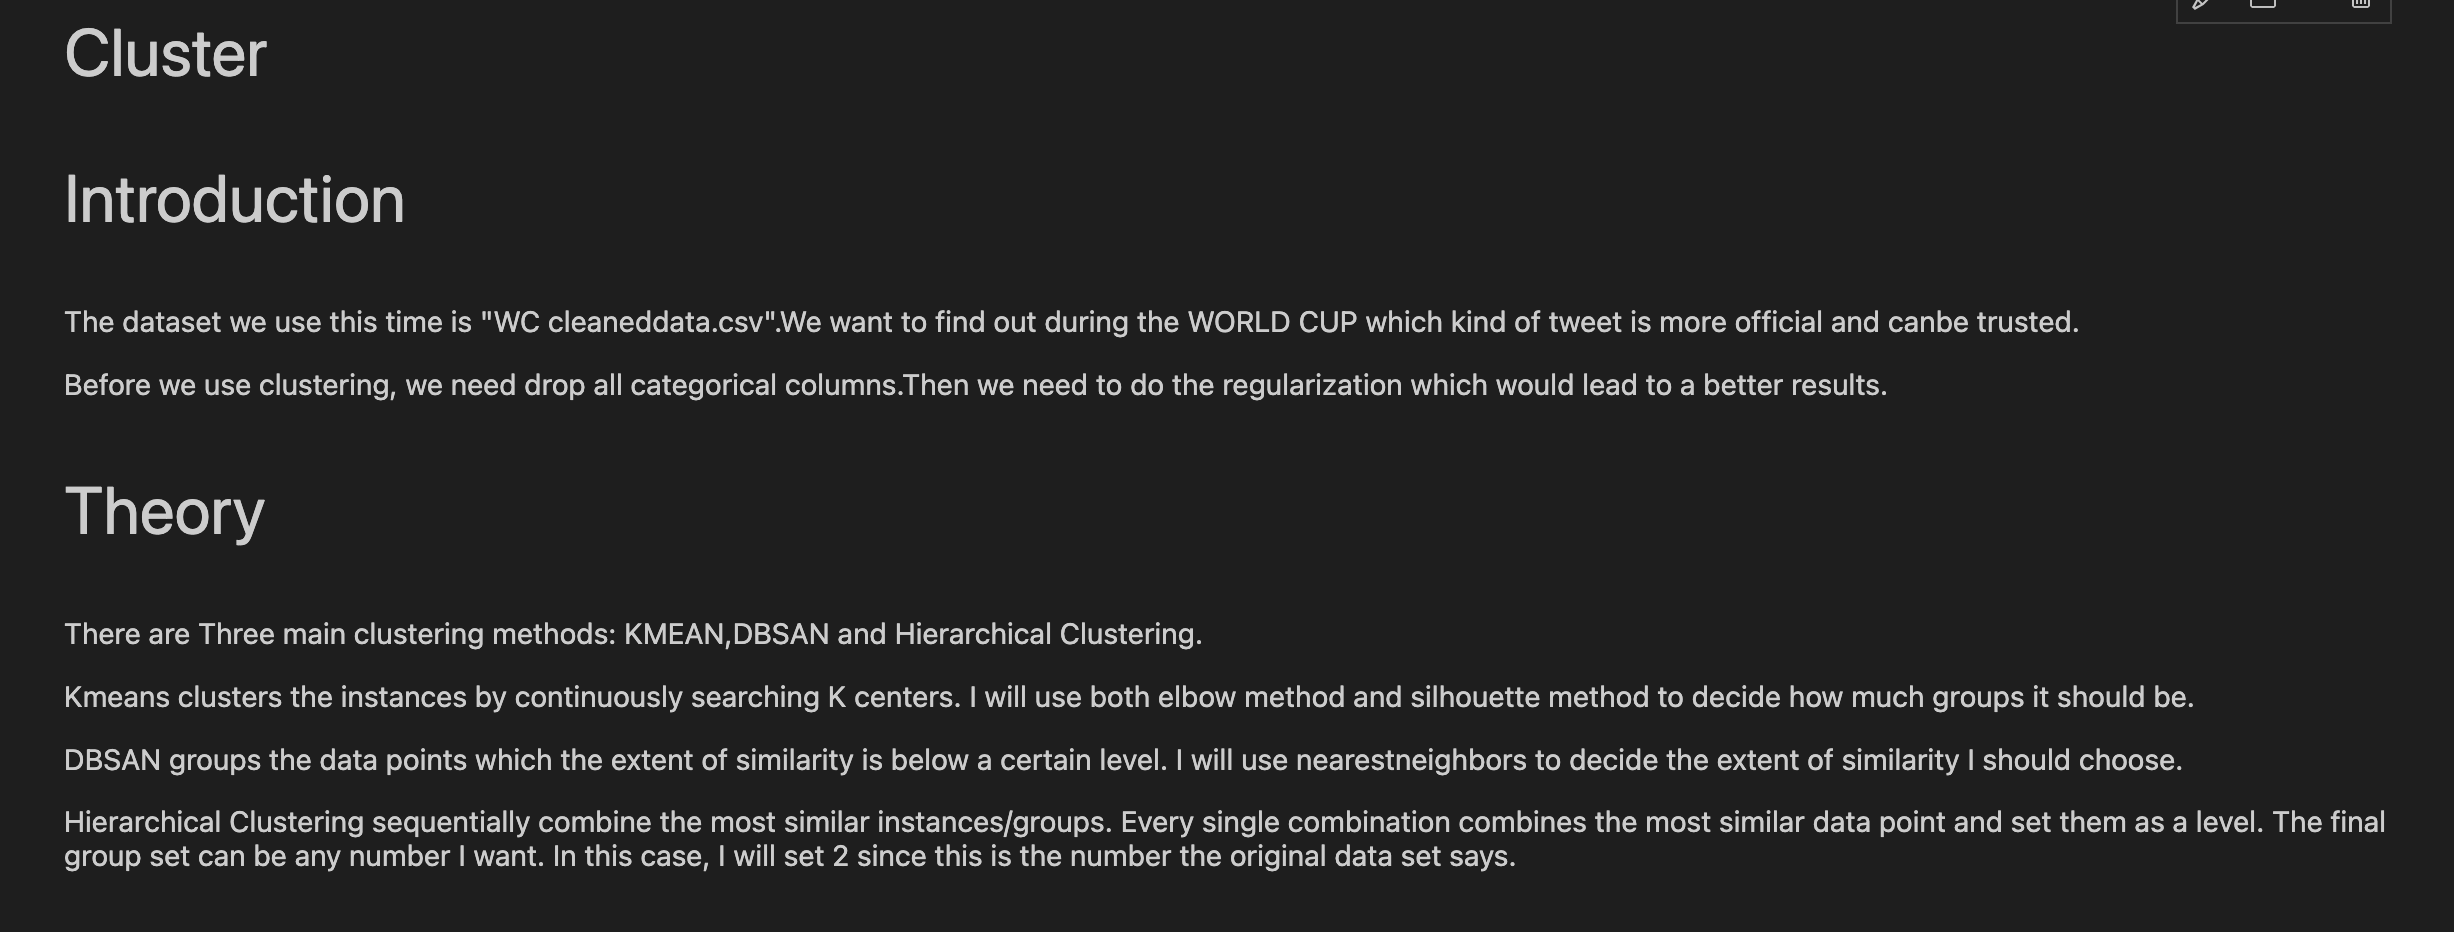 Cluster
Introduction
The dataset we use this time is "WC cleaneddata.csv".We want to find out during the WORLD CUP which kind of tweet is more official and canbe trusted.
Before we use clustering, we need drop all categorical columns.Then we need to do the regularization which would lead to a better results.
Theory
There are Three main clustering methods: KMEAN,DBSAN and Hierarchical Clustering.
Kmeans clusters the instances by continuously searching K centers. I will use both elbow method and silhouette method to decide how much groups it should be.
DBSAN groups the data points which the extent of similarity is below a certain level. I will use nearestneighbors to decide the extent of similarity I should choose.
Hierarchical Clustering sequentially combine the most similar instances/groups. Every single combination combines the most similar data point and set them as a level. The final
group set can be any number I want. In this case, I will set 2 since this is the number the original data set says.